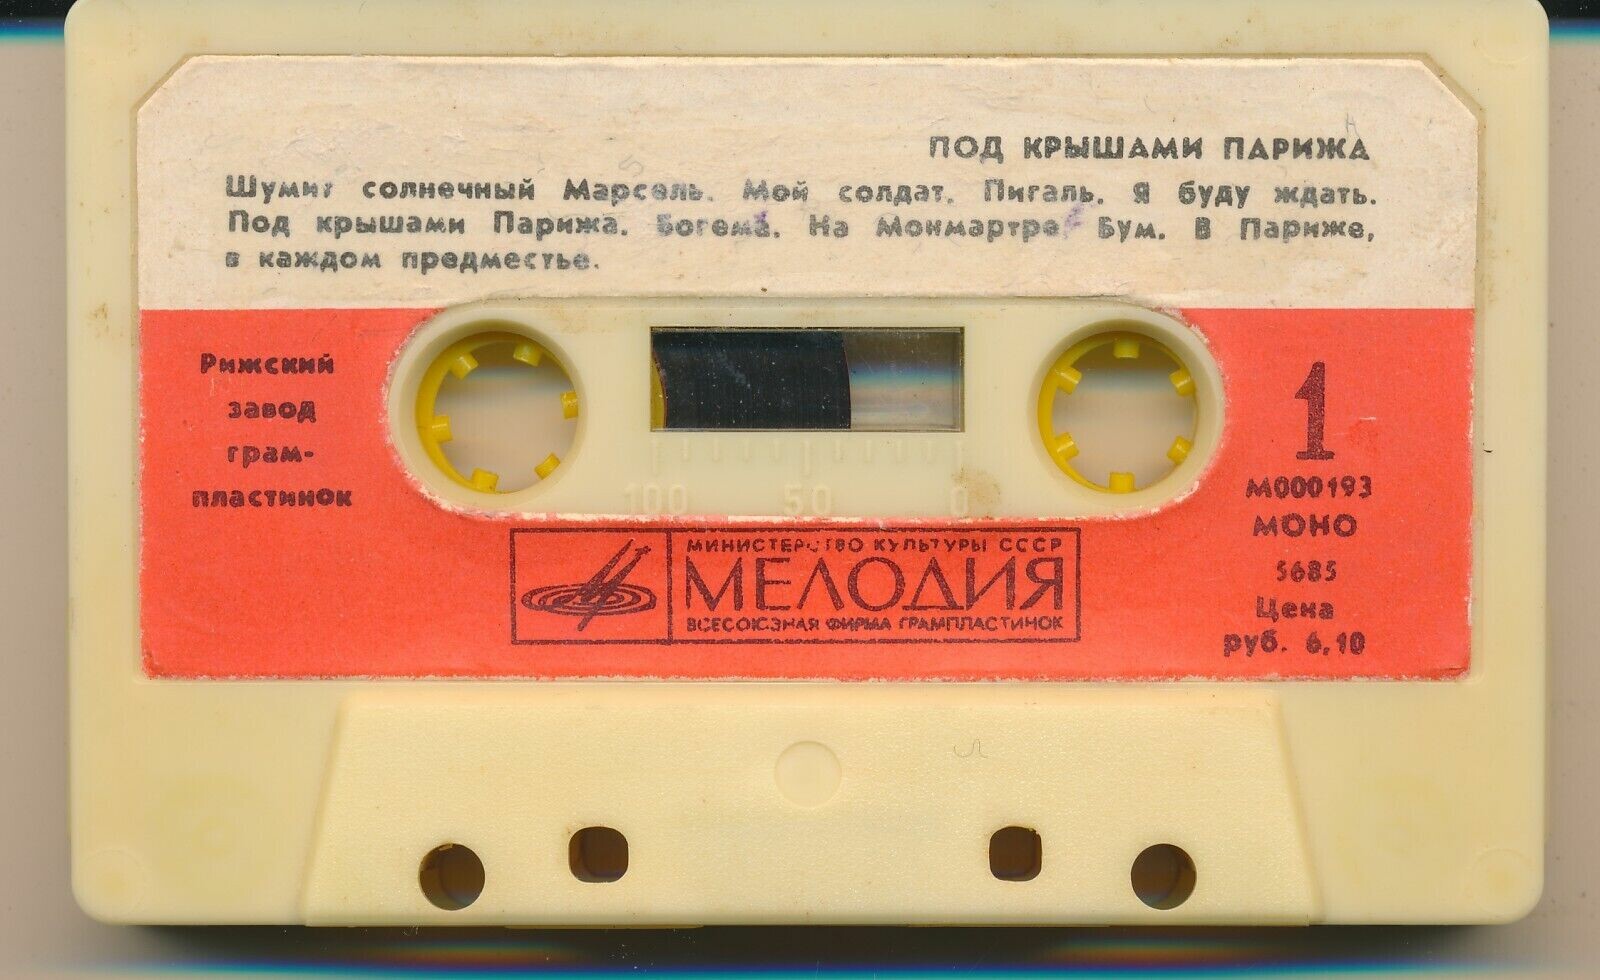 ПОД КРЫШАМИ ПАРИЖА
Шумит солнечный Марсель. Мой солдат. Пигаль. Я буду ждать.
Под крышами Парижа. Богема. На Монмартре. Бум. В Париже,
в каждом предместье.
Рижский
завод
грам-
пластинок
1
М000193
МОНО
5685
Цена
руб. 6,10
100 50 0
МИНИСТЕРСТВО КУЛЬТУРЫ СССР
МЕЛОДИЯ
ВСЕСОЮЗНАЯ ФИРМА ГРАМПЛАСТИНОК